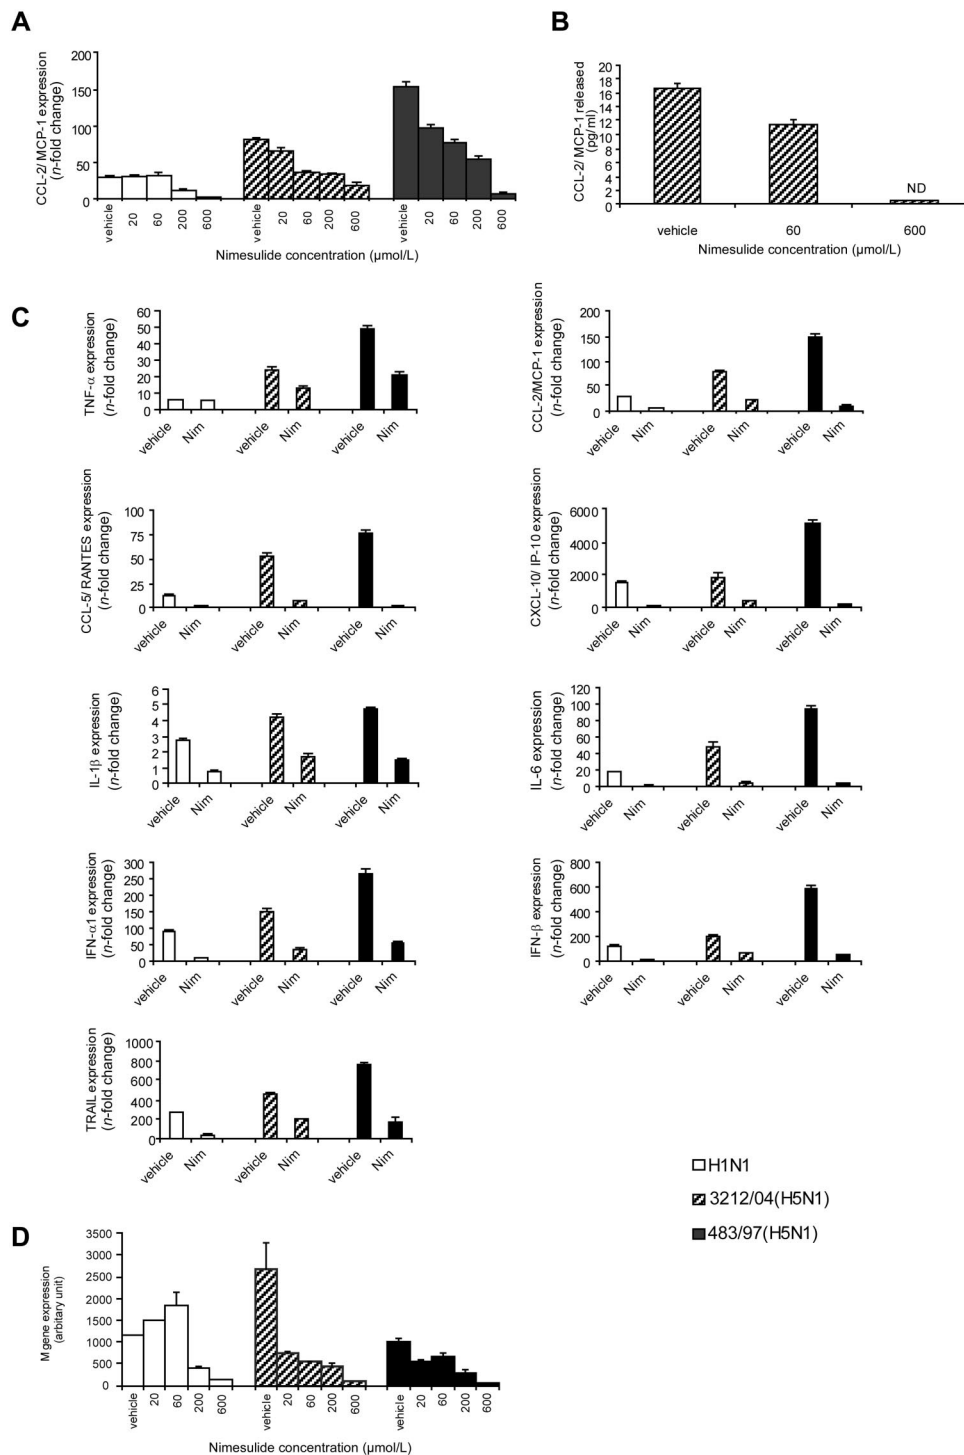 A
CCL-2/ MCP-1 expression
(n-fold change)
200
150
100
50
0
vehicle 20 60 200 600 vehicle 20 60 200 600 vehicle 20 60 200 600
Nimesulide concentration (µmol/L)
B
CCL-2/ MCP-1 released
(pg/ml)
20
18
16
14
12
10
8
6
4
2
0
ND
vehicle 60 600
Nimesulide concentration (µmol/L)
C
TNF-α expression
(n-fold change)
60
50
40
30
20
10
0
vehicle Nim vehicle Nim vehicle Nim
CCL-2/MCP-1 expression
(n-fold change)
200
150
100
50
0
vehicle Nim vehicle Nim vehicle Nim
CCL-5/ RANTES expression
(n-fold change)
100
75
50
25
0
vehicle Nim vehicle Nim vehicle Nim
CXCL-10/ IP-10 expression
(n-fold change)
6000
4000
2000
0
vehicle Nim vehicle Nim vehicle Nim
IL-1β expression
(n-fold change)
6
5
4
3
2
1
0
vehicle Nim vehicle Nim vehicle Nim
IL-6 expression
(n-fold change)
120
100
80
60
40
20
0
vehicle Nim vehicle Nim vehicle Nim
IFN-α1 expression
(n-fold change)
300
250
200
150
100
50
0
vehicle Nim vehicle Nim vehicle Nim
IFN-β expression
(n-fold change)
800
600
400
200
0
vehicle Nim vehicle Nim vehicle Nim
TRAIL expression
(n-fold change)
1000
800
600
400
200
0
vehicle Nim vehicle Nim vehicle Nim
H1N1
3212/04(H5N1)
483/97(H5N1)
D
M gene expression
(arbitary unit)
3500
3000
2500
2000
1500
1000
500
0
vehicle 20 60 200 600 vehicle 20 60 200 600 vehicle 20 60 200 600
Nimesulide concentration (µmol/L)